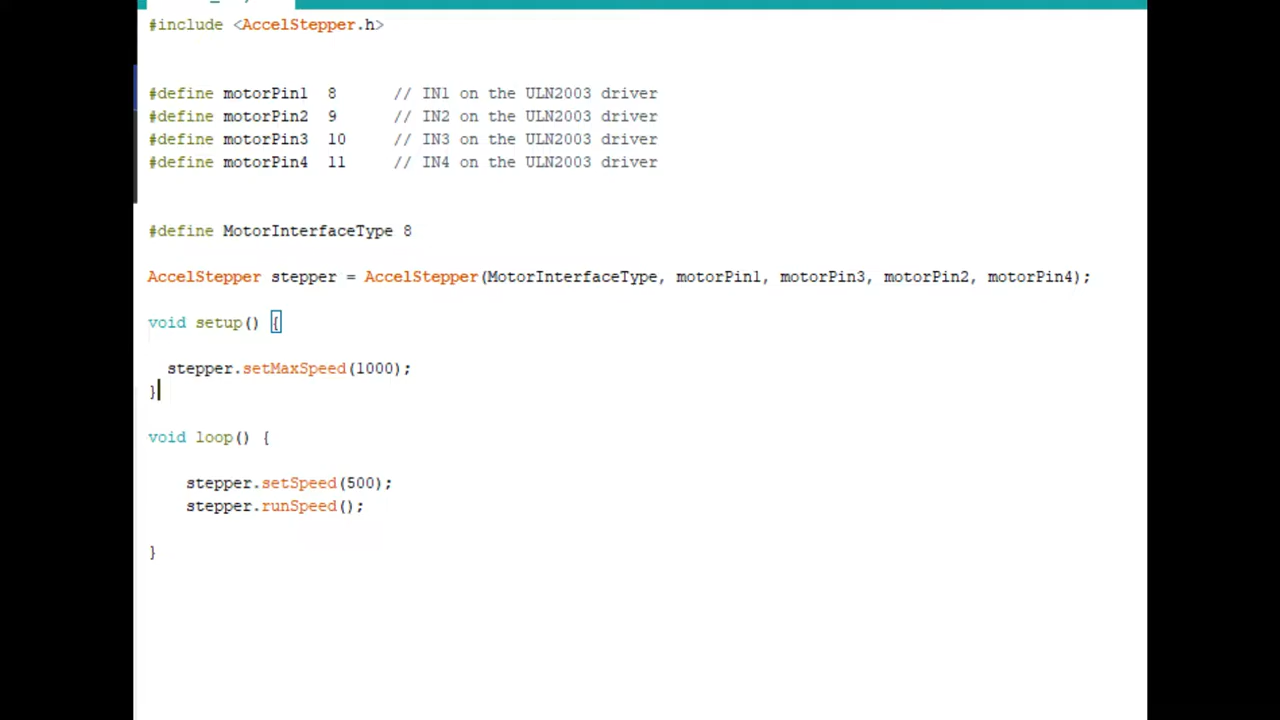 #include <AccelStepper.h>
#define motorPin1  8      // IN1 on the ULN2003 driver
#define motorPin2  9      // IN2 on the ULN2003 driver
#define motorPin3  10     // IN3 on the ULN2003 driver
#define motorPin4  11     // IN4 on the ULN2003 driver
#define MotorInterfaceType 8
AccelStepper stepper = AccelStepper(MotorInterfaceType, motorPin1, motorPin3, motorPin2, motorPin4);
void setup() {
  stepper.setMaxSpeed(1000);
}
void loop() {
    stepper.setSpeed(500);
    stepper.runSpeed();
}